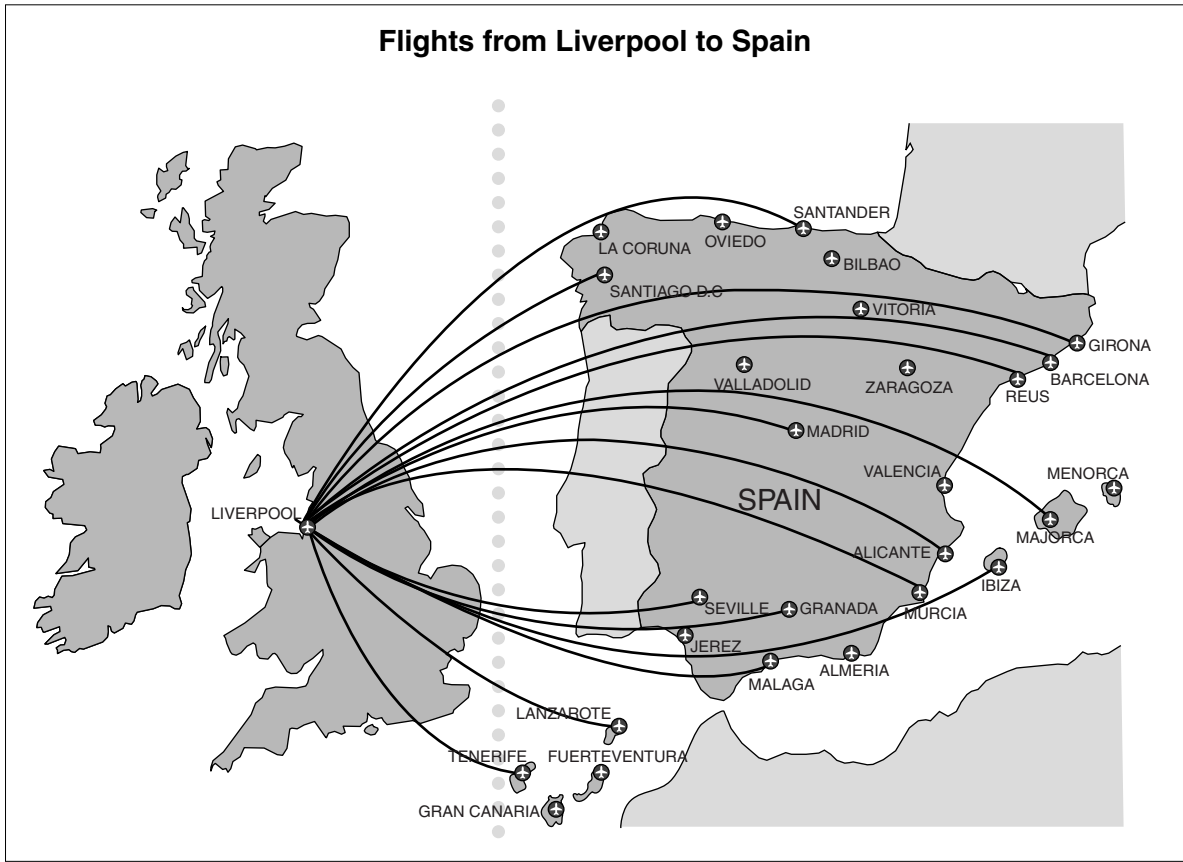 Flights from Liverpool to Spain
SANTANDER
LA CORUNA
OVIEDO
BILBAO
SANTIAGO D.C
VITORIA
GIRONA
VALLADOLID
ZARAGOZA
BARCELONA
REUS
MADRID
VALENCIA
MENORCA
SPAIN
LIVERPOOL
MAJORCA
ALICANTE
IBIZA
SEVILLE
GRANADA
MURCIA
JEREZ
ALMERIA
MALAGA
LANZAROTE
TENERIFE
FUERTEVENTURA
GRAN CANARIA